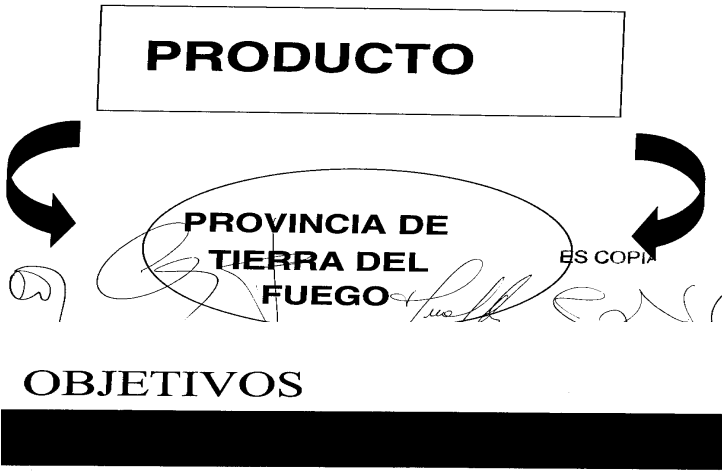 PRODUCTO
PROVINCIA DE
TIERRA DEL
FUEGO
ES COPIA
OBJETIVOS